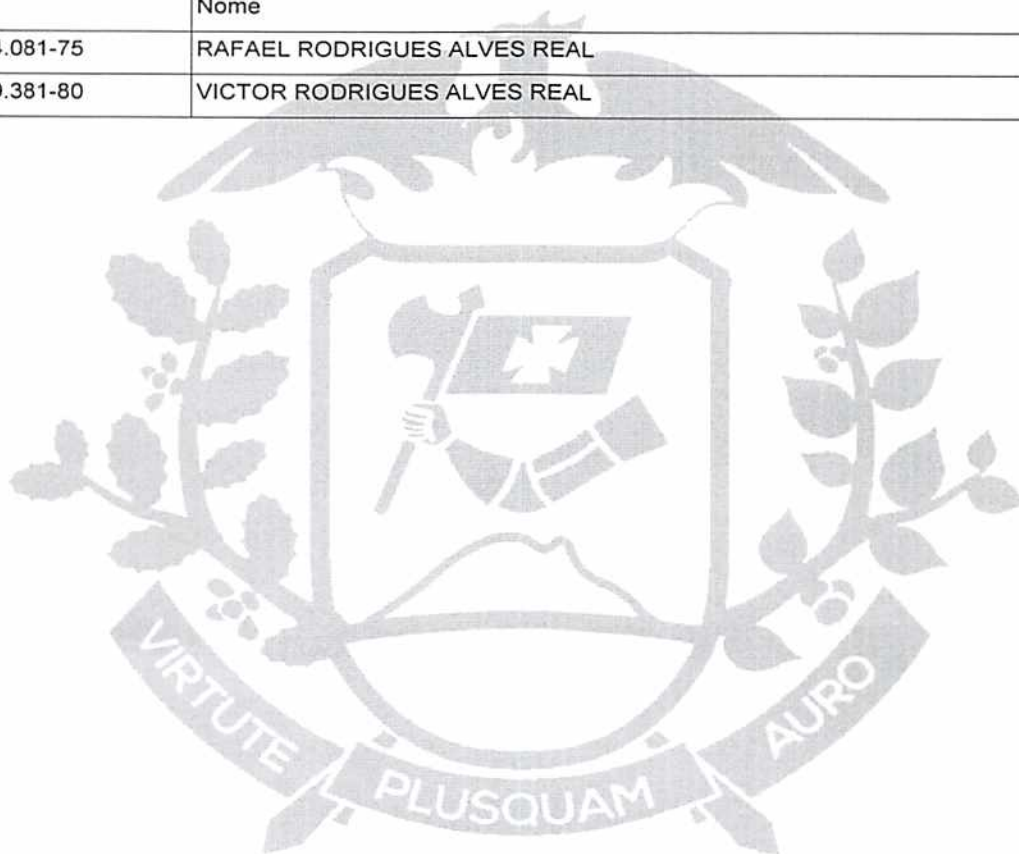 Nome
.081-75 RAFAEL RODRIGUES ALVES REAL
.381-80 VICTOR RODRIGUES ALVES REAL
VIRTUTE PLUSQUAM AURO